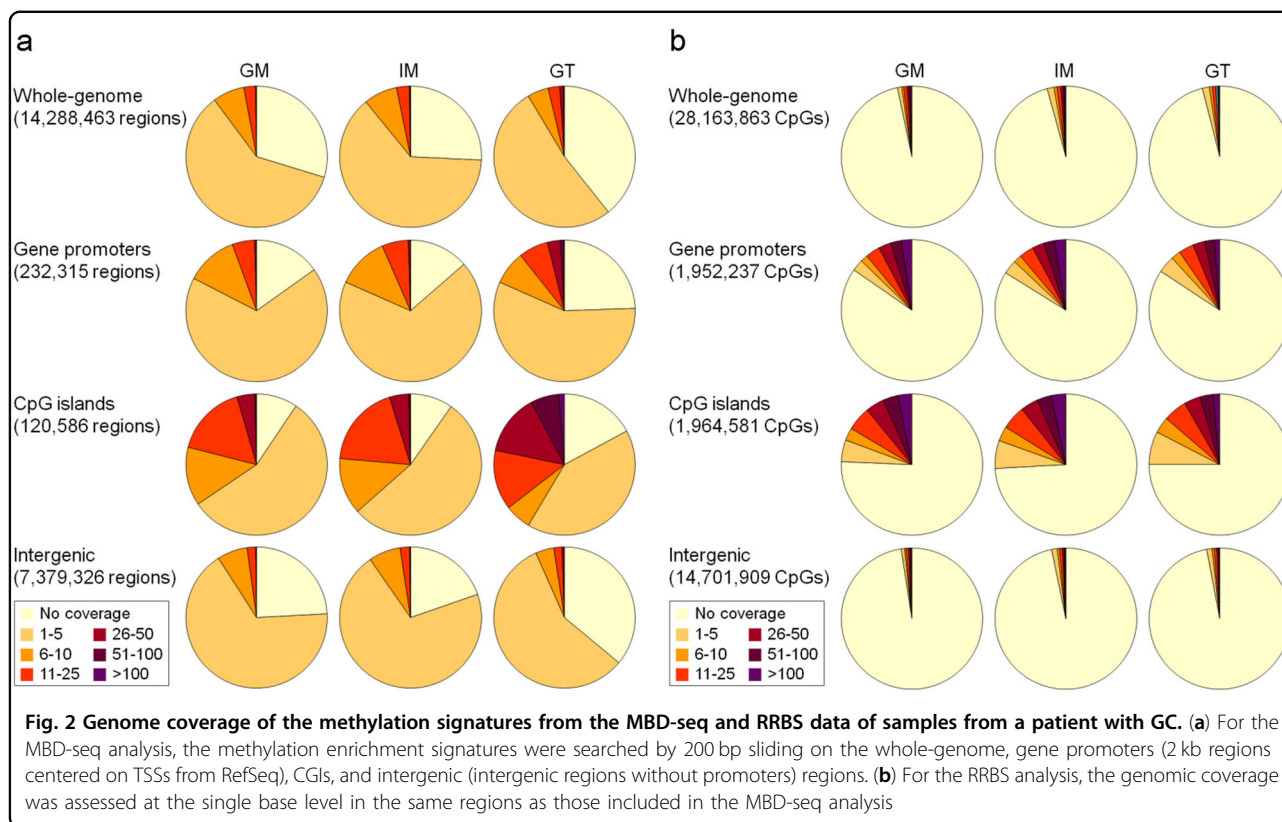 a
GM IM GT
Whole-genome
(14,288,463 regions)
Gene promoters
(232,315 regions)
CpG islands
(120,586 regions)
Intergenic
(7,379,326 regions)
No coverage
1-5 26-50
6-10 51-100
11-25 >100
b
GM IM GT
Whole-genome
(28,163,863 CpGs)
Gene promoters
(1,952,237 CpGs)
CpG islands
(1,964,581 CpGs)
Intergenic
(14,701,909 CpGs)
No coverage
1-5 26-50
6-10 51-100
11-25 >100
Fig. 2 Genome coverage of the methylation signatures from the MBD-seq and RRBS data of samples from a patient with GC. (a) For the
MBD-seq analysis, the methylation enrichment signatures were searched by 200 bp sliding on the whole-genome, gene promoters (2 kb regions
centered on TSSs from RefSeq), CGIs, and intergenic (intergenic regions without promoters) regions. (b) For the RRBS analysis, the genomic coverage
was assessed at the single base level in the same regions as those included in the MBD-seq analysis